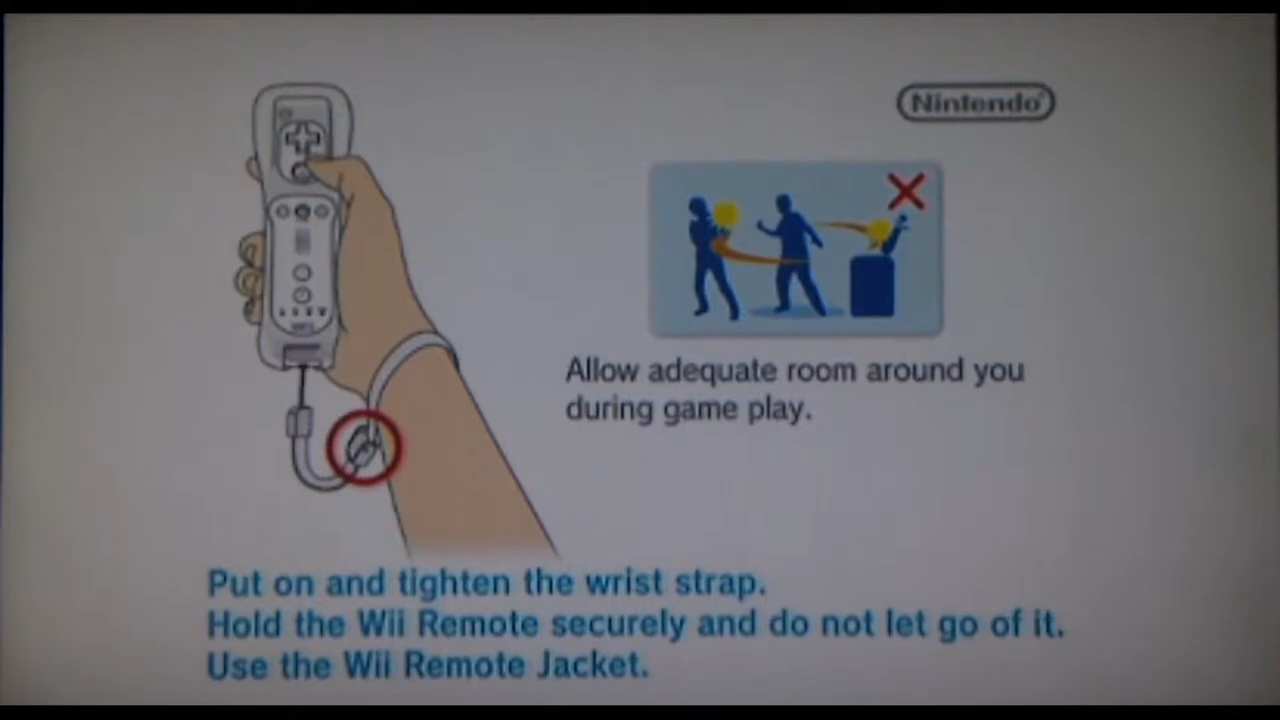 Nintendo
Allow adequate room around you
during game play.
Put on and tighten the wrist strap.
Hold the Wii Remote securely and do not let go of it.
Use the Wii Remote Jacket.